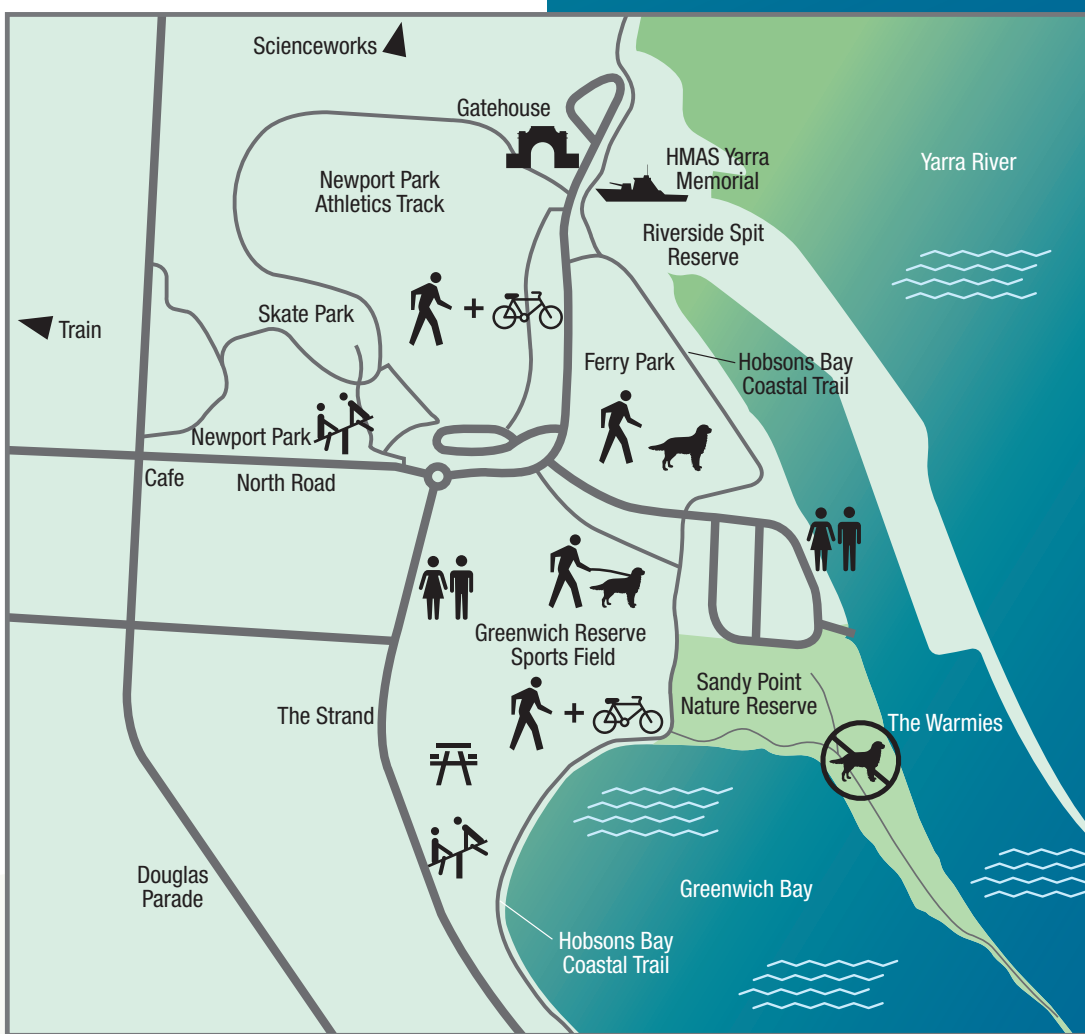 Scienceworks
Gatehouse
Newport Park
Athletics Track
HMAS Yarra
Memorial
Yarra River
Riverside Spit
Reserve
Skate Park
Train
Ferry Park
Hobsons Bay
Coastal Trail
Newport Park
Cafe
North Road
Greenwich Reserve
Sports Field
Sandy Point
Nature Reserve
The Strand
The Warmies
Douglas
Parade
Greenwich Bay
Hobsons Bay
Coastal Trail